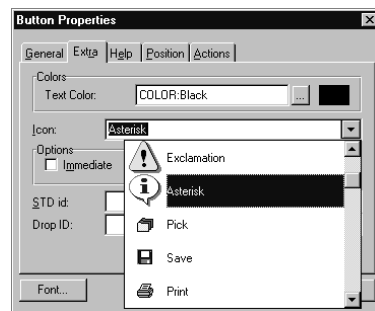 Button Properties
General Extra Help Position Actions
Colors
Text Color: COLOR:Black ...
Icon: Asterisk
Options
Immediate
Exclamation
Asterisk
STD id:
Drop ID:
Pick
Save
Font...
Print